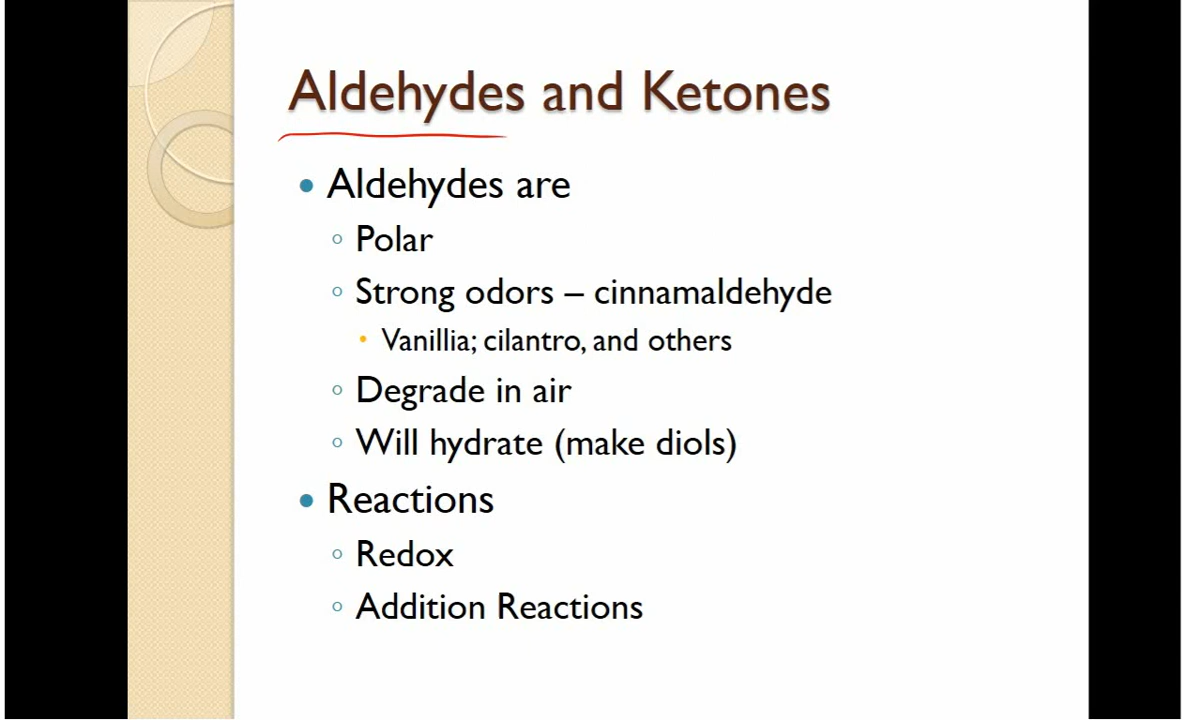 Aldehydes and Ketones
Aldehydes are
Polar
Strong odors – cinnamaldehyde
Vanillia; cilantro, and others
Degrade in air
Will hydrate (make diols)
Reactions
Redox
Addition Reactions